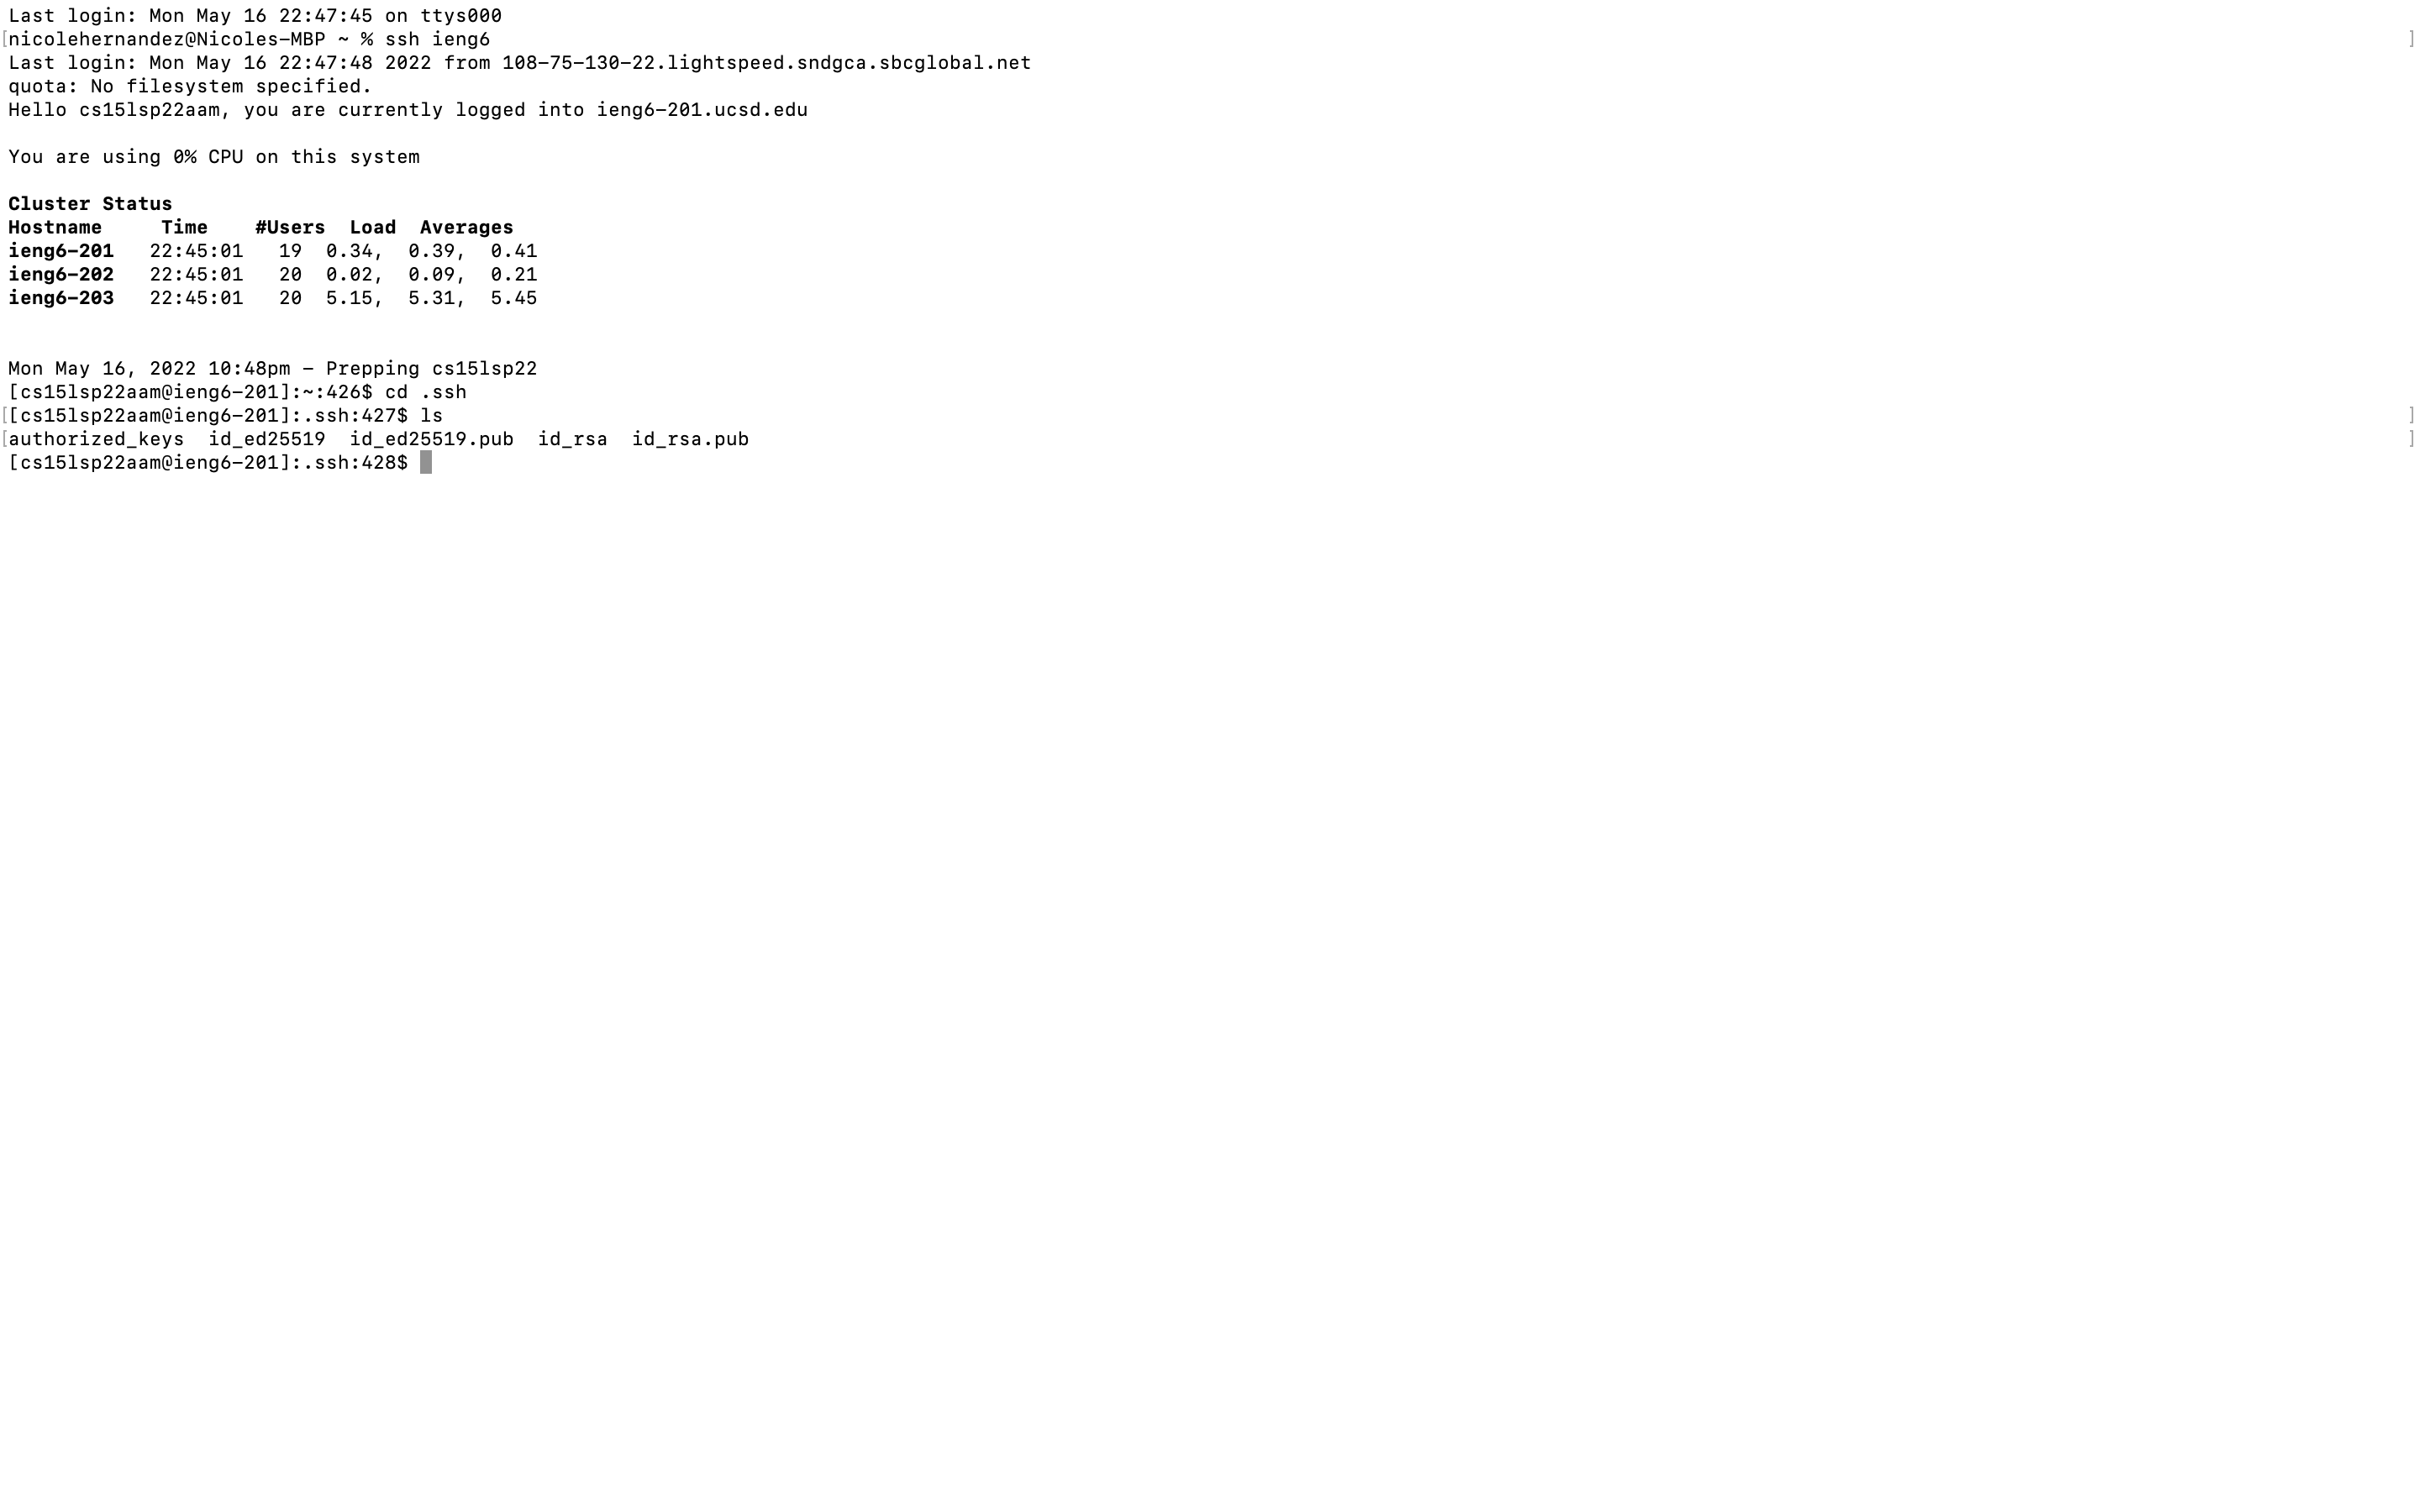 Last login: Mon May 16 22:47:45 on ttys000
[nicolehernandez@Nicoles-MBP ~ % ssh ieng6 ]
Last login: Mon May 16 22:47:48 2022 from 108-75-130-22.lightspeed.sndgca.sbcglobal.net
quota: No filesystem specified.
Hello cs15lsp22aam, you are currently logged into ieng6-201.ucsd.edu
You are using 0% CPU on this system
Cluster Status
Hostname     Time    #Users  Load  Averages
ieng6-201   22:45:01   19  0.34,  0.39,  0.41
ieng6-202   22:45:01   20  0.02,  0.09,  0.21
ieng6-203   22:45:01   20  5.15,  5.31,  5.45
Mon May 16, 2022 10:48pm - Prepping cs15lsp22
[cs15lsp22aam@ieng6-201]:~:426$ cd .ssh
[[cs15lsp22aam@ieng6-201]:.ssh:427$ ls ]
[authorized_keys  id_ed25519  id_ed25519.pub  id_rsa  id_rsa.pub ]
[cs15lsp22aam@ieng6-201]:.ssh:428$